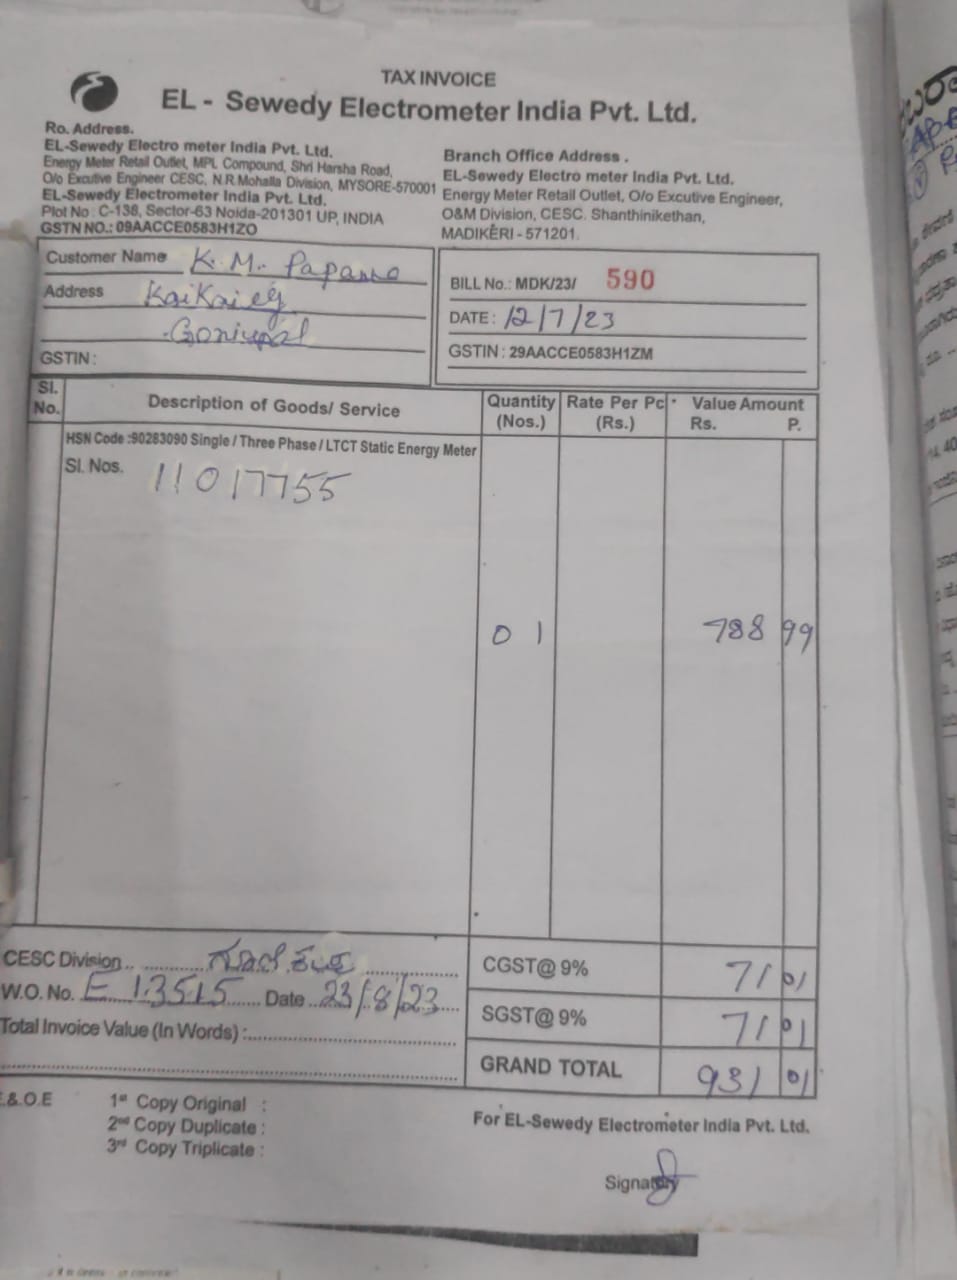 TAX INVOICE
EL - Sewedy Electrometer India Pvt. Ltd.
Ro. Address.
EL-Sewedy Electro meter India Pvt. Ltd.
Energy Meter Retail Outlet, MPL Compound, Shri Harsha Road,
O/o Excutive Engineer CESC, N.R.Mohalla Division, MYSORE-570001
EL-Sewedy Electrometer India Pvt. Ltd.
Plot No : C-138, Sector-63 Noida-201301 UP, INDIA
GSTN NO.: 09AACCE0583H1ZO
Branch Office Address .
EL-Sewedy Electro meter India Pvt. Ltd.
Energy Meter Retail Outlet, O/o Excutive Engineer,
O&M Division, CESC. Shanthinikethan,
MADIKERI - 571201.
Customer Name K. M. Papanna
Address
GSTIN :
BILL No.: MDK/23/ 590
DATE : 12/7/23
GSTIN : 29AACCE0583H1ZM
Sl. No. Description of Goods/ Service Quantity (Nos.) Rate Per Pc (Rs.) Value Amount Rs. P.
HSN Code :90283090 Single / Three Phase / LTCT Static Energy Meter
Sl. Nos. 11017755
01 788 99
CESC Division
W.O. No. E 13515 Date 23/8/23
Total Invoice Value (In Words) :
CGST@ 9% 71 01
SGST@ 9% 71 01
GRAND TOTAL 931 01
E.&.O.E
1st Copy Original :
2nd Copy Duplicate :
3rd Copy Triplicate :
For EL-Sewedy Electrometer India Pvt. Ltd.
Signatory